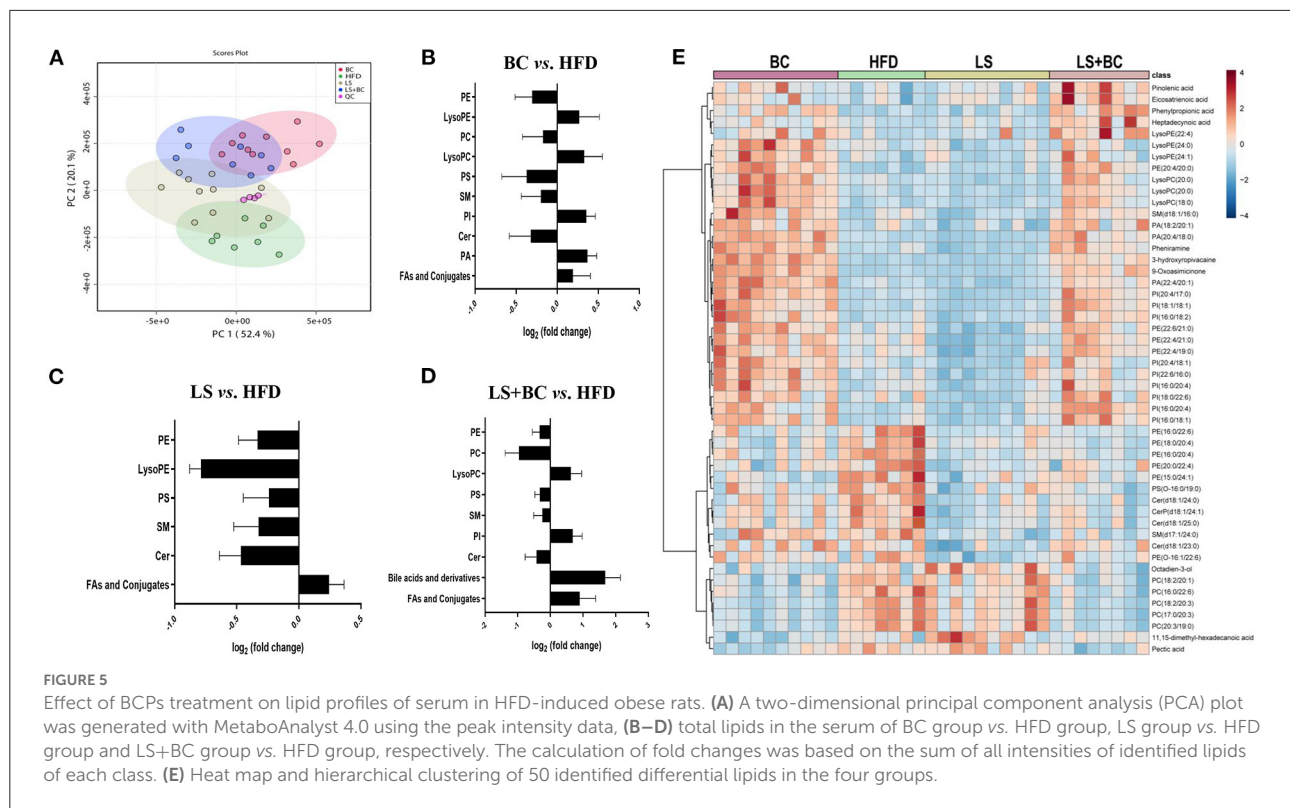 A
Scores Plot
BC
HFD
LS
LS+BC
QC
PC 2 ( 20.1 %)
4e+05
2e+05
0e+00
-2e+05
-4e+0
-5e+0
0e+00
5e+05
PC 1 ( 52.4 %)
B
BC vs. HFD
PE
LysoPE
PC
LysoPC
PS
SM
PI
Cer
PA
FAs and Conjugates
-1.0
-0.5
0.0
0.5
1.0
log2 (fold change)
C
LS vs. HFD
PE
LysoPE
PS
SM
Cer
FAs and Conjugates
-1.0
-0.5
0.0
0.5
log2 (fold change)
D
LS+BC vs. HFD
PE
PC
LysoPC
PS
SM
PI
Cer
Bile acids and derivatives
FAs and Conjugates
-2
-1
0
1
2
3
log2 (fold change)
E
BC HFD LS LS+BC
class
Pinolenic acid
Eicosatrienoic acid
Phenylpropionic acid
Heptadecynoic acid
LysoPE(22:4)
LysoPE(24:0)
LysoPE(24:1)
PE(20:4/20:0)
LysoPC(20:0)
LysoPC(20:0)
LysoPC(18:0)
SM(d18:1/16:0)
PA(18:2/20:1)
PA(20:4/18:0)
Pheniramine
3-hydroxyropivacaine
9-Oxoasimicinone
PA(22:4/20:1)
PI(20:4/17:0)
PI(18:1/18:1)
PI(16:0/18:2)
PE(22:6/21:0)
PE(22:4/21:0)
PE(22:4/19:0)
PI(20:4/18:1)
PI(22:6/16:0)
PI(16:0/20:4)
PI(18:0/22:6)
PI(16:0/20:4)
PI(16:0/18:1)
PE(16:0/22:6)
PE(18:0/20:4)
PE(16:0/20:4)
PE(20:0/22:4)
PE(15:0/24:1)
PS(O-16:0/19:0)
Cer(d18:1/24:0)
CerP(d18:1/24:1)
Cer(d18:1/25:0)
SM(d17:1/24:0)
Cer(d18:1/23:0)
PE(O-16:1/22:6)
Octadien-3-ol
PC(18:2/20:1)
PC(16:0/22:6)
PC(18:2/20:3)
PC(17:0/20:3)
PC(20:3/19:0)
11,15-dimethyl-hexadecanoic acid
Pectic acid
4
2
0
-2
-4
FIGURE 5
Effect of BCPs treatment on lipid profiles of serum in HFD-induced obese rats. (A) A two-dimensional principal component analysis (PCA) plot
was generated with MetaboAnalyst 4.0 using the peak intensity data, (B–D) total lipids in the serum of BC group vs. HFD group, LS group vs. HFD
group and LS+BC group vs. HFD group, respectively. The calculation of fold changes was based on the sum of all intensities of identified lipids
of each class. (E) Heat map and hierarchical clustering of 50 identified differential lipids in the four groups.